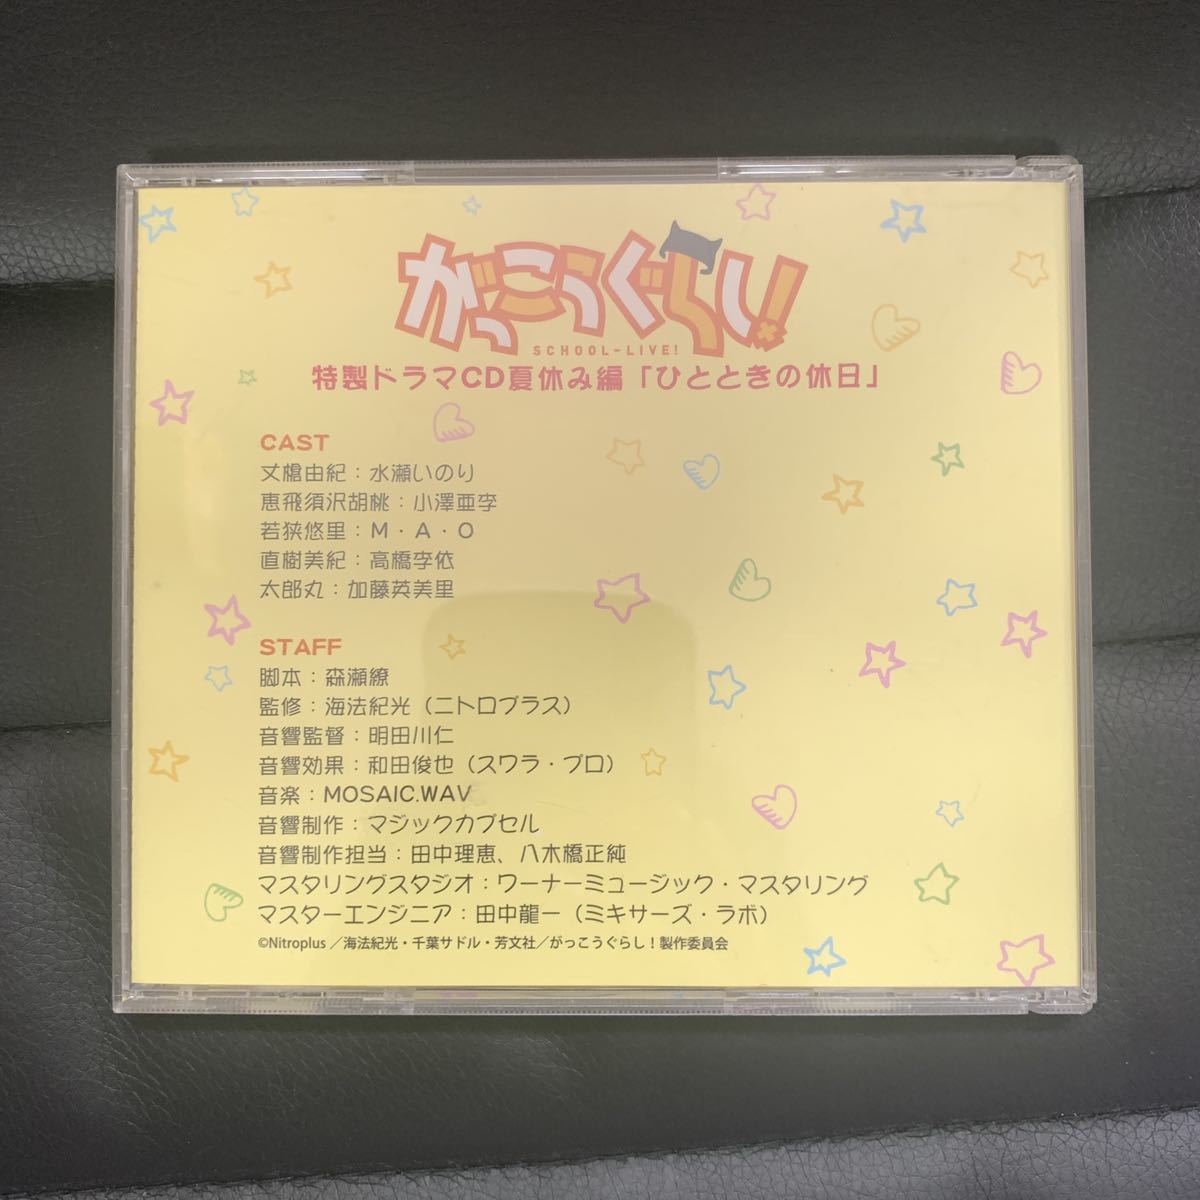 がっこうぐらし!
SCHOOL-LIVE!
特製ドラマCD夏休み編「ひとときの休日」
CAST
丈槍由紀：水瀬いのり
恵飛須沢胡桃：小澤亜李
若狭悠里：M・A・O
直樹美紀：高橋李依
太郎丸：加藤英美里
STAFF
脚本：森瀬繚
監修：海法紀光（ニトロプラス）
音響監督：明田川仁
音響効果：和田俊也（スワラ・プロ）
音楽：MOSAIC.WAV
音響制作：マジックカプセル
音響制作担当：田中理恵、八木橋正純
マスタリングスタジオ：ワーナーミュージック・マスタリング
マスターエンジニア：田中龍一（ミキサーズ・ラボ）
©Nitroplus／海法紀光・千葉サドル・芳文社／がっこうぐらし！製作委員会